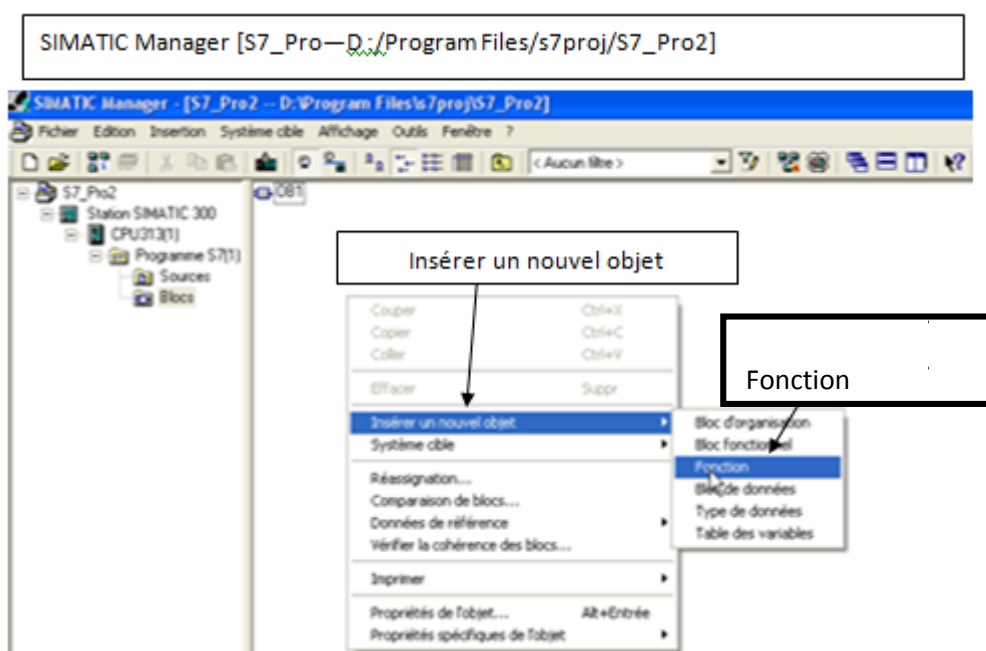 SIMATIC Manager [S7_Pro—D :/Program Files/s7proj/S7_Pro2]
SIMATIC Manager - [S7_Pro2 -- D:\Program Files\s7proj\S7_Pro2]
Fichier Edition Insertion Système cible Affichage Outils Fenêtre ?
< Aucun filtre >
S7_Pro2
Station SIMATIC 300
CPU313(1)
Programme S7(1)
Sources
Blocs
OB1
Insérer un nouvel objet
Fonction
Couper Ctrl+X
Copier Ctrl+C
Coller Ctrl+V
Effacer Suppr
Insérer un nouvel objet
Système cible
Réassignation...
Comparaison de blocs...
Données de référence
Vérifier la cohérence des blocs...
Imprimer
Propriétés de l'objet... Alt+Entrée
Propriétés spécifiques de l'objet
Bloc d'organisation
Bloc fonctionnel
Fonction
Bloc de données
Type de données
Table des variables